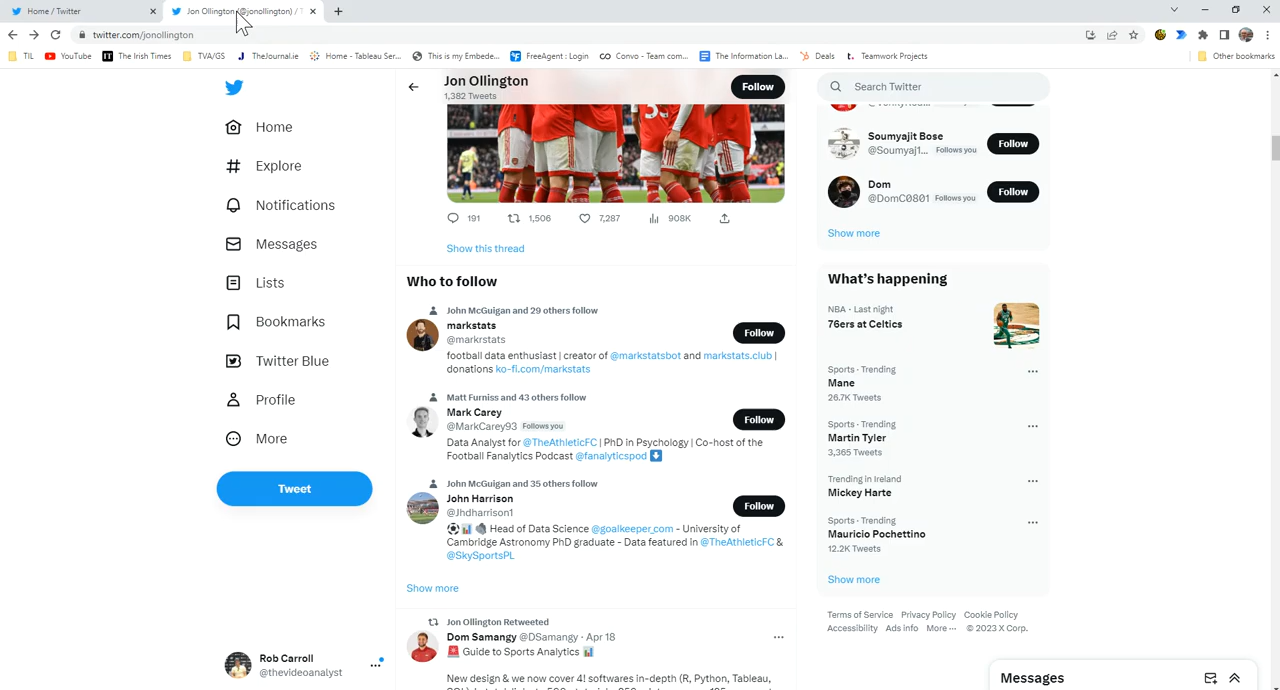 Home / Twitter
Jon Ollington (@jonollington) / T
twitter.com/jonollington
TIL
YouTube
The Irish Times
TVA/GS
TheJournal.ie
Home - Tableau Ser...
This is my Embede...
FreeAgent : Login
Convo - Team com...
The Information La...
Deals
Teamwork Projects
Other bookmarks
Home
Explore
Notifications
Messages
Lists
Bookmarks
Twitter Blue
Profile
More
Tweet
Rob Carroll
@thevideoanalyst
Jon Ollington
1,382 Tweets
Follow
191 1,506 7,287 908K
Show this thread
Who to follow
John McGuigan and 29 others follow
markstats
@markrstats
Follow
football data enthusiast | creator of @markstatsbot and markstats.club |
donations ko-fi.com/markstats
Matt Furniss and 43 others follow
Mark Carey
@MarkCarey93 Follows you
Follow
Data Analyst for @TheAthleticFC | PhD in Psychology | Co-host of the
Football Fanalytics Podcast @fanalyticspod
John McGuigan and 35 others follow
John Harrison
@Jhdharrison1
Follow
Head of Data Science @goalkeeper_com - University of
Cambridge Astronomy PhD graduate - Data featured in @TheAthleticFC &
@SkySportsPL
Show more
Jon Ollington Retweeted
Dom Samangy @DSamangy · Apr 18
Guide to Sports Analytics
New design & we now cover 4! softwares in-depth (R, Python, Tableau,
Search Twitter
Soumyajit Bose
@Soumyaj1... Follows you
Follow
Dom
@DomC0801 Follows you
Follow
Show more
What's happening
NBA · Last night
76ers at Celtics
Sports · Trending
Mane
26.7K Tweets
Sports · Trending
Martin Tyler
3,365 Tweets
Trending in Ireland
Mickey Harte
Sports · Trending
Mauricio Pochettino
12.2K Tweets
Show more
Terms of Service Privacy Policy Cookie Policy
Accessibility Ads info More ··· © 2023 X Corp.
Messages